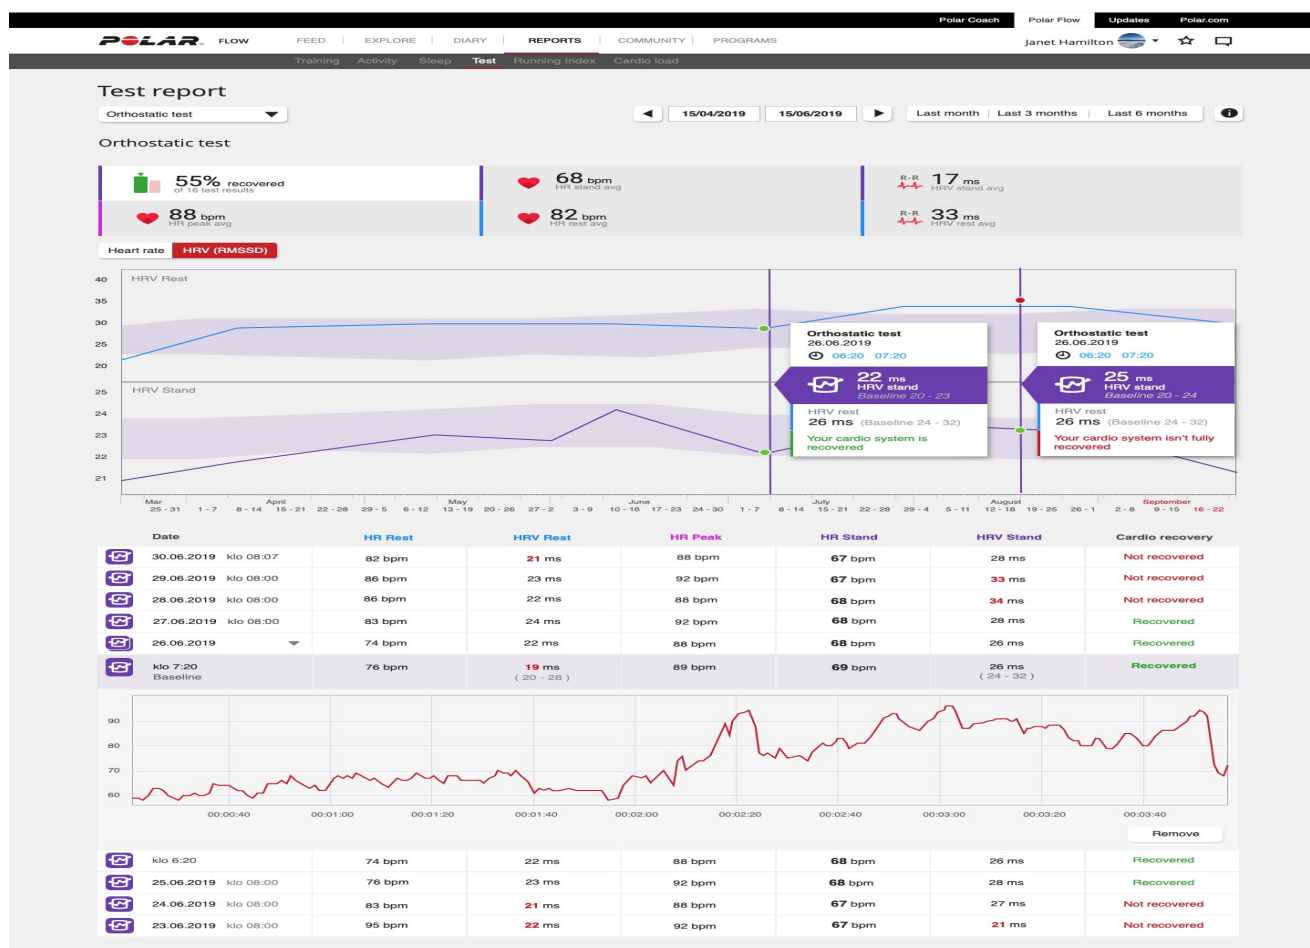 Polar Coach Polar Flow Updates Polar.com
POLAR. FLOW FEED EXPLORE DIARY REPORTS COMMUNITY PROGRAMS Janet Hamilton
Training Activity Sleep Test Running Index Cardio load
Test report
Orthostatic test 15/04/2019 15/06/2019 Last month Last 3 months Last 6 months
Orthostatic test
55% recovered
of 16 test results
68 bpm
HR stand avg
R-R 17 ms
HRV stand avg
88 bpm
HR peak avg
82 bpm
HR rest avg
R-R 33 ms
HRV rest avg
Heart rate HRV (RMSSD)
HRV Rest
40
35
30
25
20
HRV Stand
25
24
23
22
21
Orthostatic test
26.06.2019
06:20 07:20
22 ms
HRV stand
Baseline 20 - 23
HRV rest
26 ms (Baseline 24 - 32)
Your cardio system is
recovered
Orthostatic test
26.06.2019
06:20 07:20
25 ms
HRV stand
Baseline 20 - 24
HRV rest
26 ms (Baseline 24 - 32)
Your cardio system isn't fully
recovered
Mar April May June July August September
25 - 31 1 - 7 8 - 14 15 - 21 22 - 28 29 - 5 6 - 12 13 - 19 20 - 26 27 - 2 3 - 9 10 - 16 17 - 23 24 - 30 1 - 7 8 - 14 15 - 21 22 - 28 29 - 4 5 - 11 12 - 18 19 - 25 26 - 1 2 - 8 9 - 15 16 - 22
Date HR Rest HRV Rest HR Peak HR Stand HRV Stand Cardio recovery
30.06.2019 klo 08:07 82 bpm 21 ms 88 bpm 67 bpm 28 ms Not recovered
29.06.2019 klo 08:00 86 bpm 23 ms 92 bpm 67 bpm 33 ms Not recovered
28.06.2019 klo 08:00 86 bpm 22 ms 88 bpm 68 bpm 34 ms Not recovered
27.06.2019 klo 08:00 83 bpm 24 ms 92 bpm 68 bpm 28 ms Recovered
26.06.2019 74 bpm 22 ms 88 bpm 68 bpm 26 ms Recovered
klo 7:20 76 bpm 19 ms 89 bpm 69 bpm 26 ms Recovered
Baseline ( 20 - 28 ) ( 24 - 32 )
90
80
70
60
00:00:40 00:01:00 00:01:20 00:01:40 00:02:00 00:02:20 00:02:40 00:03:00 00:03:20 00:03:40
Remove
klo 6:20 74 bpm 22 ms 88 bpm 68 bpm 26 ms Recovered
25.06.2019 klo 08:00 76 bpm 23 ms 92 bpm 68 bpm 28 ms Recovered
24.06.2019 klo 08:00 83 bpm 21 ms 88 bpm 67 bpm 27 ms Not recovered
23.06.2019 klo 08:00 95 bpm 22 ms 92 bpm 67 bpm 21 ms Not recovered